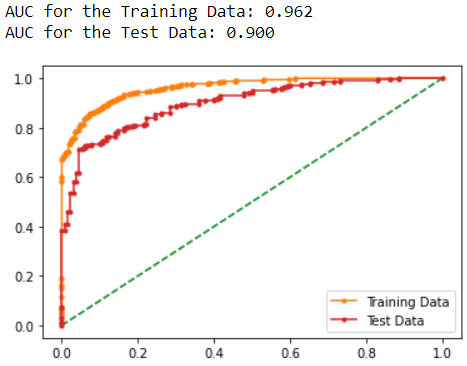 AUC for the Training Data: 0.962
AUC for the Test Data: 0.900
1.0
0.8
0.6
0.4
0.2
0.0
Training Data
Test Data
0.0 0.2 0.4 0.6 0.8 1.0